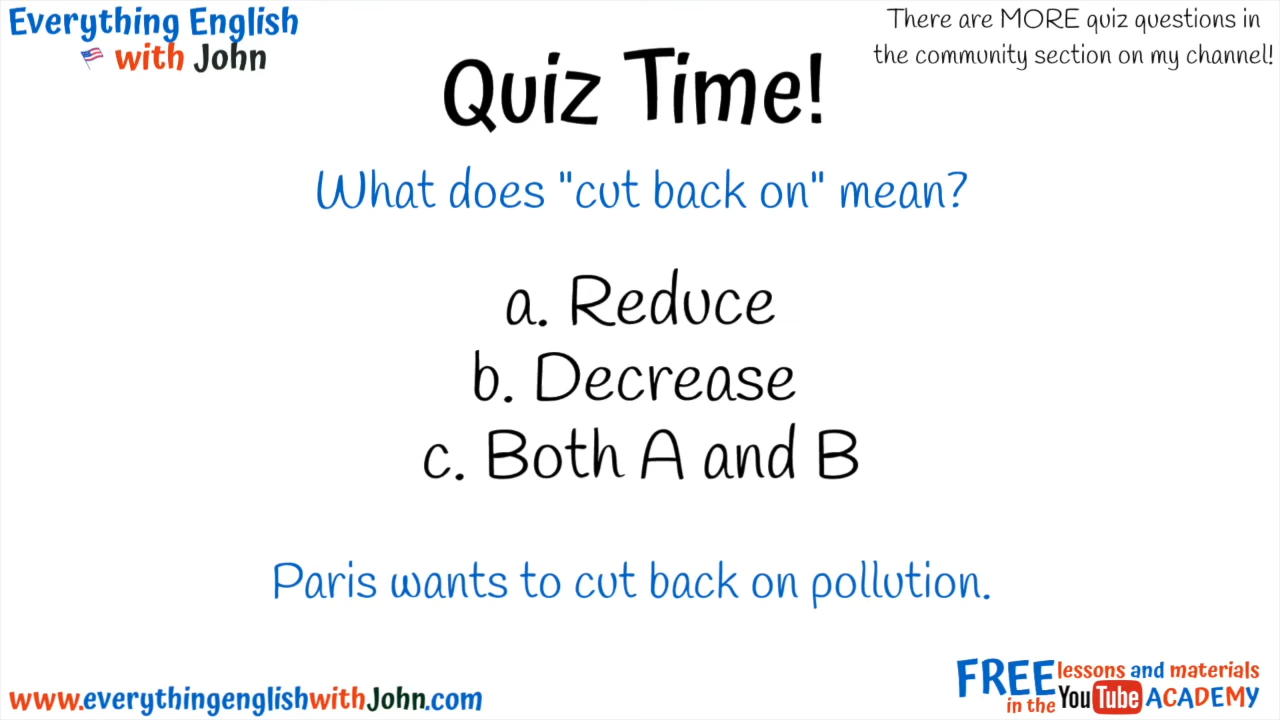 Everything English
with John
There are MORE quiz questions in
the community section on my channel!
Quiz Time!
What does "cut back on" mean?
a. Reduce
b. Decrease
c. Both A and B
Paris wants to cut back on pollution.
www.everythingenglishwithJohn.com
FREE lessons and materials
in the YouTube ACADEMY